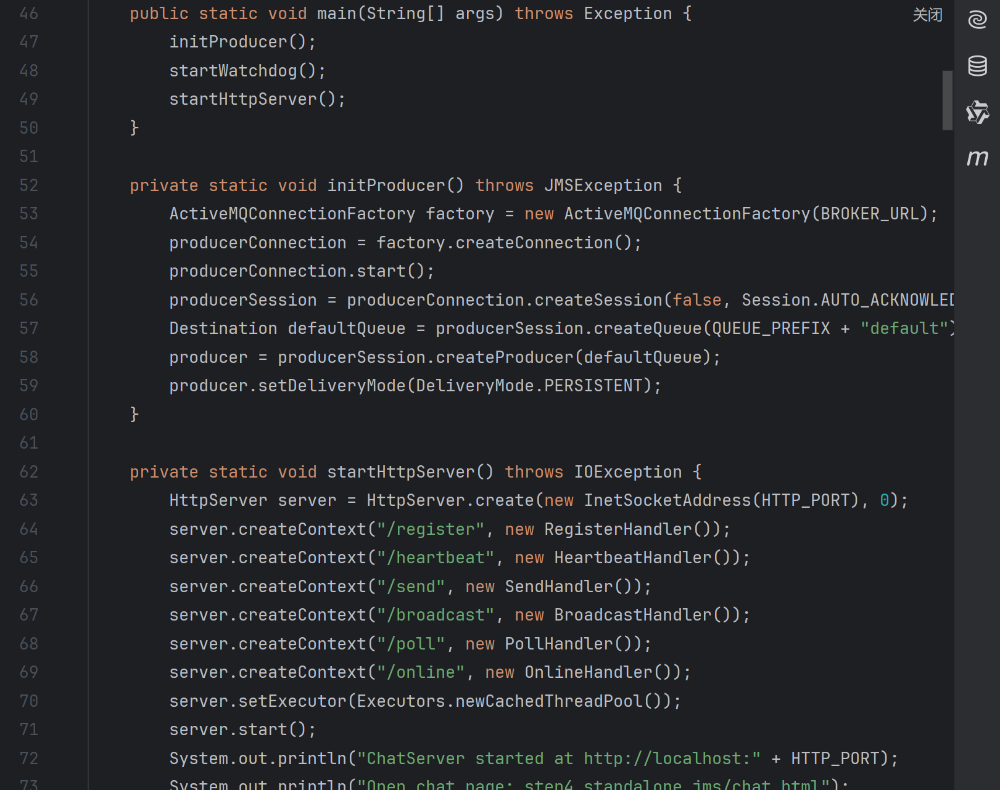 46 public static void main(String[] args) throws Exception { 关闭
47 initProducer();
48 startWatchdog();
49 startHttpServer();
50 }
51
52 private static void initProducer() throws JMSException {
53 ActiveMQConnectionFactory factory = new ActiveMQConnectionFactory(BROKER_URL);
54 producerConnection = factory.createConnection();
55 producerConnection.start();
56 producerSession = producerConnection.createSession(false, Session.AUTO_ACKNOWLED
57 Destination defaultQueue = producerSession.createQueue(QUEUE_PREFIX + "default")
58 producer = producerSession.createProducer(defaultQueue);
59 producer.setDeliveryMode(DeliveryMode.PERSISTENT);
60 }
61
62 private static void startHttpServer() throws IOException {
63 HttpServer server = HttpServer.create(new InetSocketAddress(HTTP_PORT), 0);
64 server.createContext("/register", new RegisterHandler());
65 server.createContext("/heartbeat", new HeartbeatHandler());
66 server.createContext("/send", new SendHandler());
67 server.createContext("/broadcast", new BroadcastHandler());
68 server.createContext("/poll", new PollHandler());
69 server.createContext("/online", new OnlineHandler());
70 server.setExecutor(Executors.newCachedThreadPool());
71 server.start();
72 System.out.println("ChatServer started at http://localhost:" + HTTP_PORT);
73 System.out.println("Open chat page: step4_standalone_jms/chat.html");
m